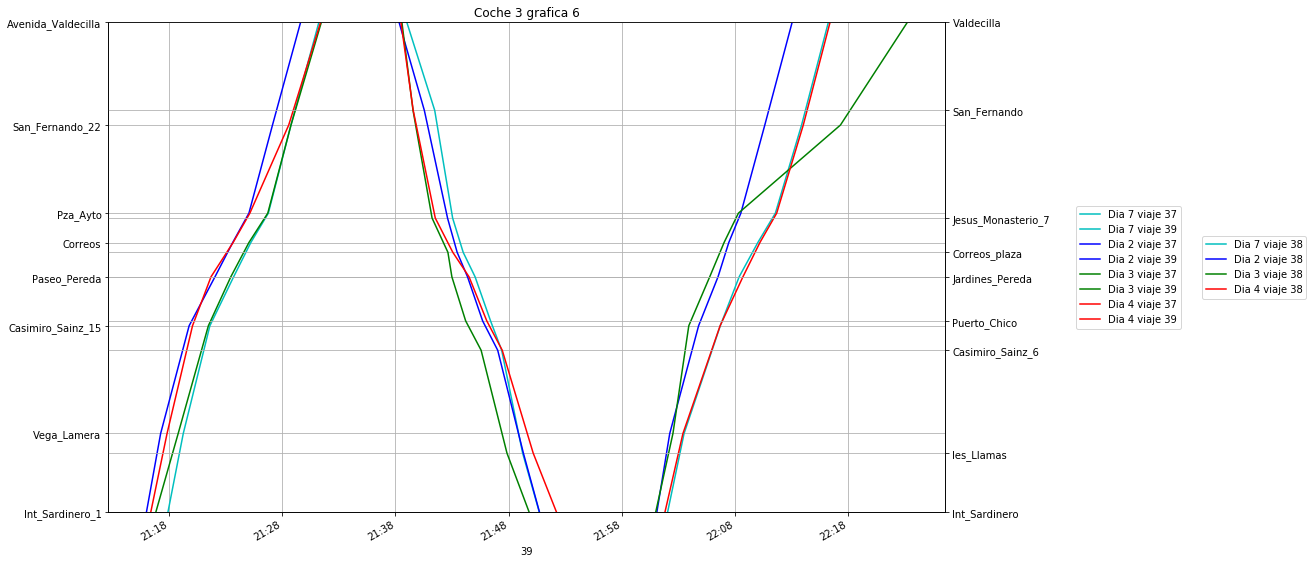 Coche 3 grafica 6
Avenida_Valdecilla
San_Fernando_22
Pza_Ayto
Correos
Paseo_Pereda
Casimiro_Sainz_15
Vega_Lamera
Int_Sardinero_1
Valdecilla
San_Fernando
Jesus_Monasterio_7
Correos_plaza
Jardines_Pereda
Puerto_Chico
Casimiro_Sainz_6
Ies_Llamas
Int_Sardinero
21:18
21:28
21:38
21:48
21:58
22:08
22:18
39
Dia 7 viaje 37
Dia 7 viaje 39
Dia 2 viaje 37
Dia 2 viaje 39
Dia 3 viaje 37
Dia 3 viaje 39
Dia 4 viaje 37
Dia 4 viaje 39
Dia 7 viaje 38
Dia 2 viaje 38
Dia 3 viaje 38
Dia 4 viaje 38